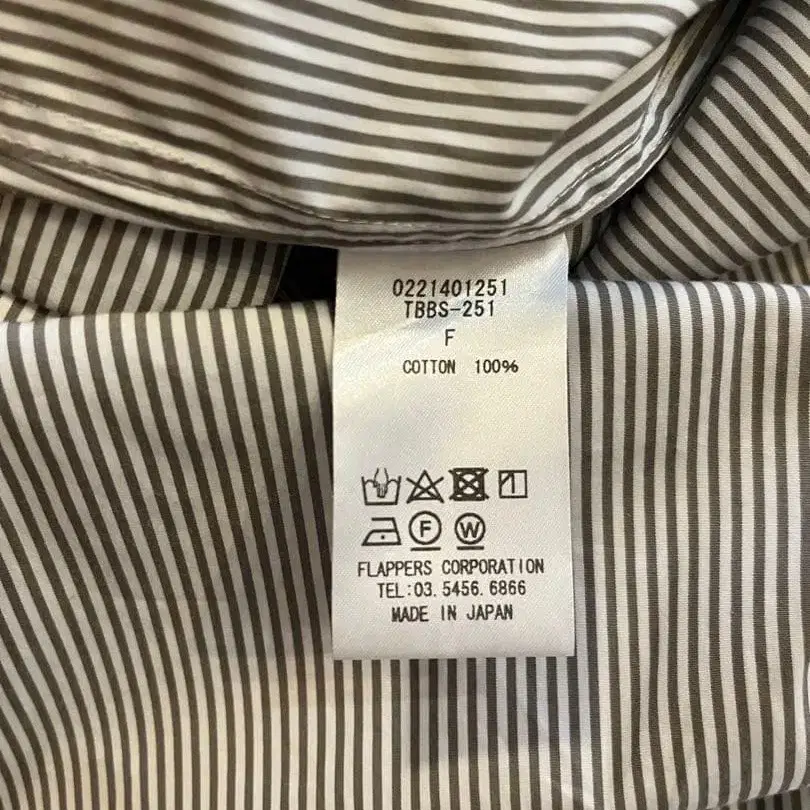 0221401251
TBBS-251
F
COTTON 100%
F W
FLAPPERS CORPORATION
TEL:03.5456.6866
MADE IN JAPAN